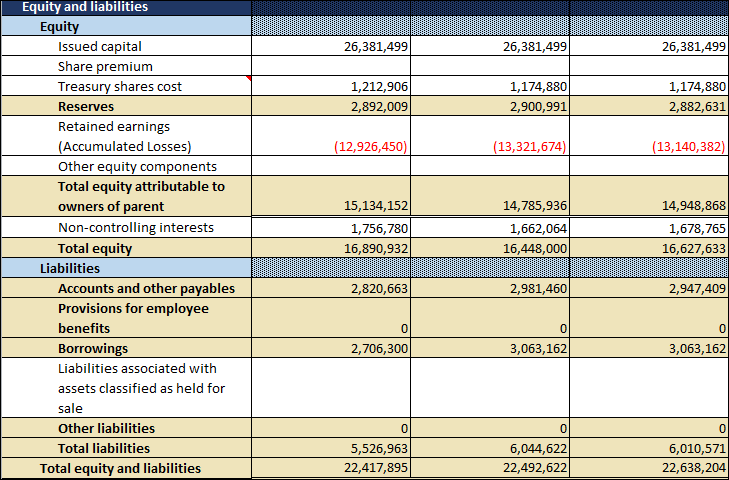 Equity and liabilities
Equity
Issued capital 26,381,499 26,381,499 26,381,499
Share premium
Treasury shares cost 1,212,906 1,174,880 1,174,880
Reserves 2,892,009 2,900,991 2,882,631
Retained earnings
(Accumulated Losses) (12,926,450) (13,321,674) (13,140,382)
Other equity components
Total equity attributable to
owners of parent 15,134,152 14,785,936 14,948,868
Non-controlling interests 1,756,780 1,662,064 1,678,765
Total equity 16,890,932 16,448,000 16,627,633
Liabilities
Accounts and other payables 2,820,663 2,981,460 2,947,409
Provisions for employee
benefits 0 0 0
Borrowings 2,706,300 3,063,162 3,063,162
Liabilities associated with
assets classified as held for
sale
Other liabilities 0 0 0
Total liabilities 5,526,963 6,044,622 6,010,571
Total equity and liabilities 22,417,895 22,492,622 22,638,204